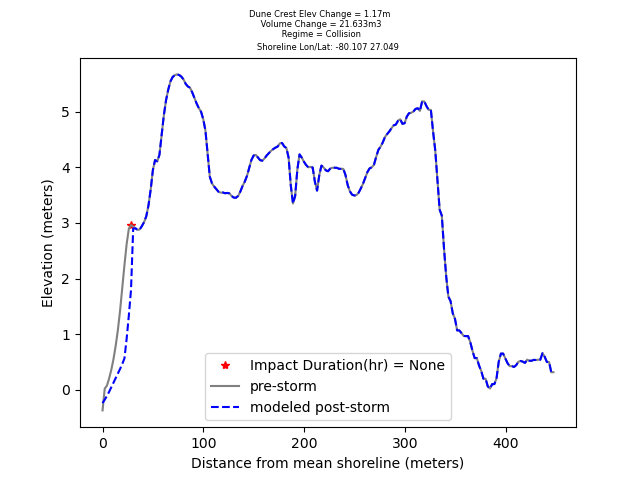 Dune Crest Elev Change = 1.17m
Volume Change = 21.633m3
Regime = Collision
Shoreline Lon/Lat: -80.107 27.049
5
4
3
2
1
0
Elevation (meters)
Impact Duration(hr) = None
pre-storm
modeled post-storm
0 100 200 300 400
Distance from mean shoreline (meters)